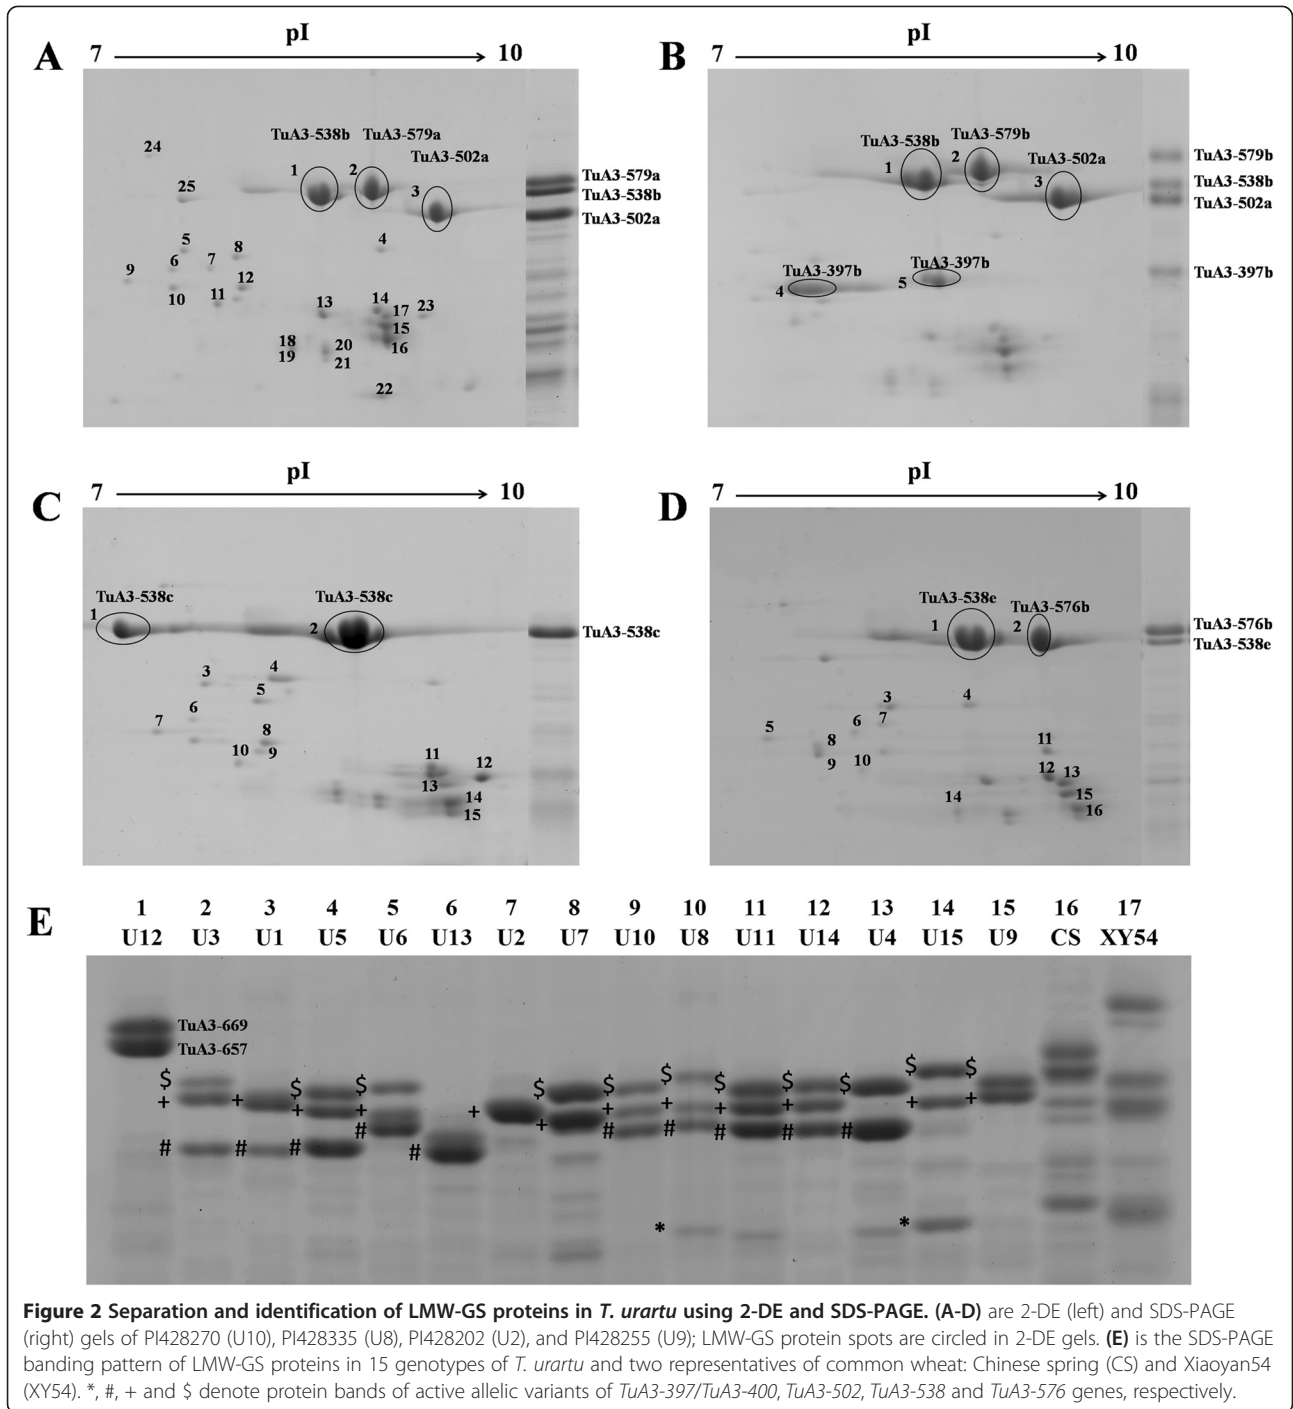 A
pI
7 10
TuA3-538b TuA3-579a
TuA3-502a
24
1 2
25
3
TuA3-579a
TuA3-538b
TuA3-502a
5 8 4
6 7
9 12
10 11 13 14 17 23
15
18 20 16
19 21
22
B
pI
7 10
TuA3-538b TuA3-579b
TuA3-502a
1 2
3
TuA3-579b
TuA3-538b
TuA3-502a
TuA3-397b TuA3-397b
4 5
TuA3-397b
C
pI
7 10
TuA3-538c TuA3-538c
1 2
TuA3-538c
3 4
5
6
7 8
10 9
11 12
13
14
15
D
pI
7 10
TuA3-538e TuA3-576b
1 2
TuA3-576b
TuA3-538e
3 4
5 6 7
8 11
9 10 12 13
14 15
16
E
1 2 3 4 5 6 7 8 9 10 11 12 13 14 15 16 17
U12 U3 U1 U5 U6 U13 U2 U7 U10 U8 U11 U14 U4 U15 U9 CS XY54
TuA3-669
TuA3-657
$ $ $ $ $ $ $ $ $ $ $
+ + + + + + + + + + + +
# # # # # # # # # #
* *
Figure 2 Separation and identification of LMW-GS proteins in T. urartu using 2-DE and SDS-PAGE. (A-D) are 2-DE (left) and SDS-PAGE
(right) gels of PI428270 (U10), PI428335 (U8), PI428202 (U2), and PI428255 (U9); LMW-GS protein spots are circled in 2-DE gels. (E) is the SDS-PAGE
banding pattern of LMW-GS proteins in 15 genotypes of T. urartu and two representatives of common wheat: Chinese spring (CS) and Xiaoyan54
(XY54). *, #, + and $ denote protein bands of active allelic variants of TuA3-397/TuA3-400, TuA3-502, TuA3-538 and TuA3-576 genes, respectively.